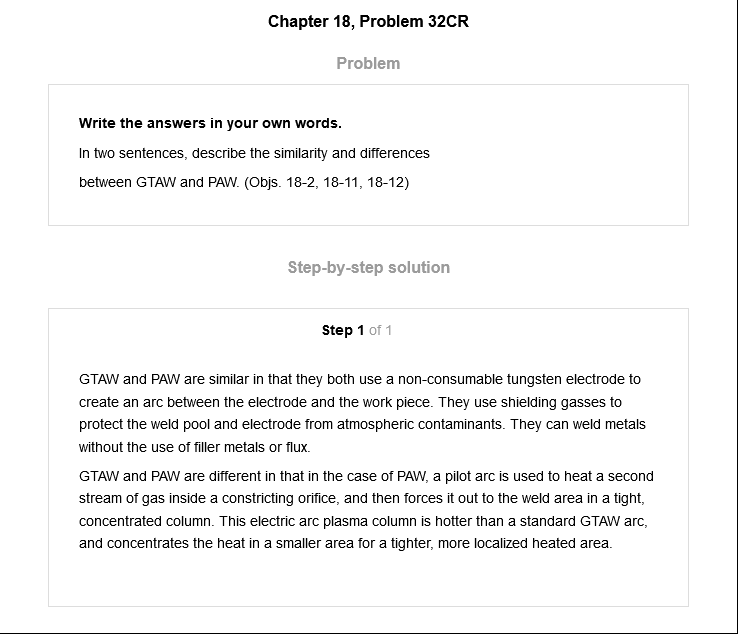 Chapter 18, Problem 32CR
Problem
Write the answers in your own words.
In two sentences, describe the similarity and differences
between GTAW and PAW. (Objs. 18-2, 18-11, 18-12)
Step-by-step solution
Step 1 of 1
GTAW and PAW are similar in that they both use a non-consumable tungsten electrode to
create an arc between the electrode and the work piece. They use shielding gasses to
protect the weld pool and electrode from atmospheric contaminants. They can weld metals
without the use of filler metals or flux.
GTAW and PAW are different in that in the case of PAW, a pilot arc is used to heat a second
stream of gas inside a constricting orifice, and then forces it out to the weld area in a tight,
concentrated column. This electric arc plasma column is hotter than a standard GTAW arc,
and concentrates the heat in a smaller area for a tighter, more localized heated area.